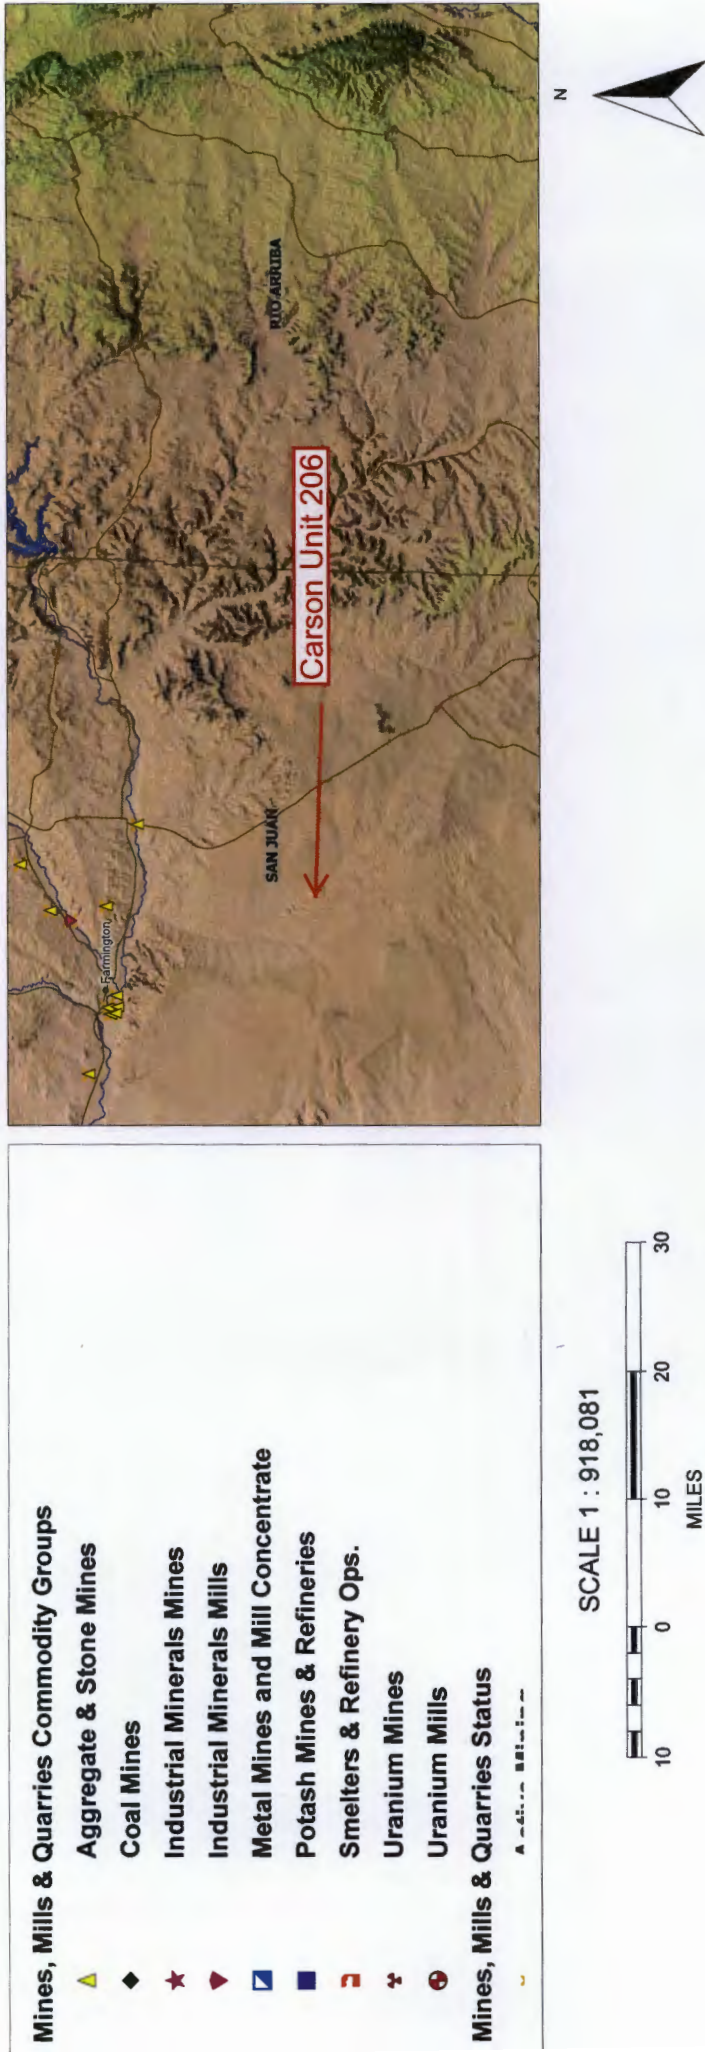 Mines, Mills & Quarries Commodity Groups
Aggregate & Stone Mines
Coal Mines
Industrial Minerals Mines
Industrial Minerals Mills
Metal Mines and Mill Concentrate
Potash Mines & Refineries
Smelters & Refinery Ops.
Uranium Mines
Uranium Mills
Mines, Mills & Quarries Status
Farmington
SAN JUAN
Carson Unit 206
RIO ARRIBA
SCALE 1 : 918,081
10 0 10 20 30
MILES
N